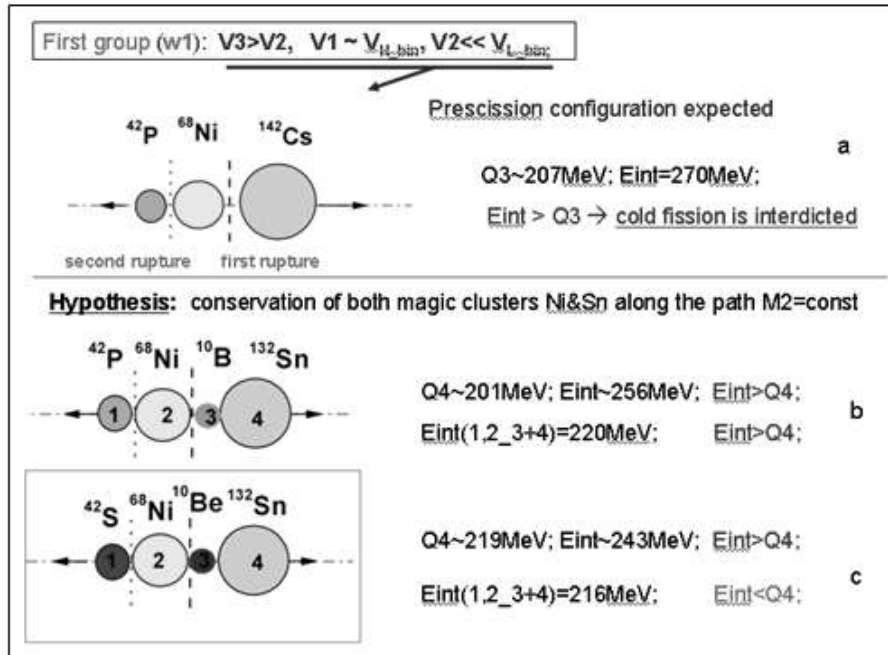 First group (w1): V3>V2, V1 ~ V_H_bin, V2<< V_L_bin;
Prescission configuration expected
⁴²P ⁶⁸Ni ¹⁴²Cs
a
Q3~207MeV; Eint=270MeV;
Eint > Q3 → cold fission is interdicted
second rupture first rupture
Hypothesis: conservation of both magic clusters Ni&Sn along the path M2=const
⁴²P ⁶⁸Ni ¹⁰B ¹³²Sn
1 2 3 4
Q4~201MeV; Eint~256MeV; Eint>Q4;
b
Eint(1,2_3+4)=220MeV; Eint>Q4;
⁴²S ⁶⁸Ni ¹⁰Be ¹³²Sn
1 2 3 4
Q4~219MeV; Eint~243MeV; Eint>Q4;
c
Eint(1,2_3+4)=216MeV; Eint<Q4;